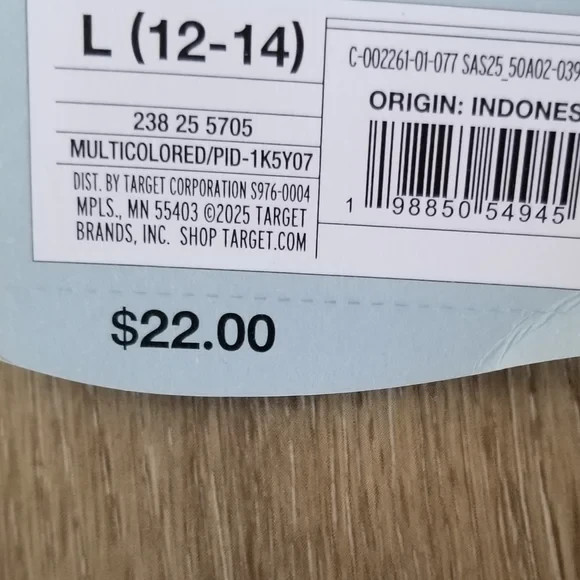 L (12-14)
238 25 5705
MULTICOLORED/PID-1K5Y07
DIST. BY TARGET CORPORATION S976-0004
MPLS., MN 55403 ©2025 TARGET
BRANDS, INC. SHOP TARGET.COM
C-002261-01-077 SAS25_50A02-039
ORIGIN: INDONES
1 98850 54945
$22.00